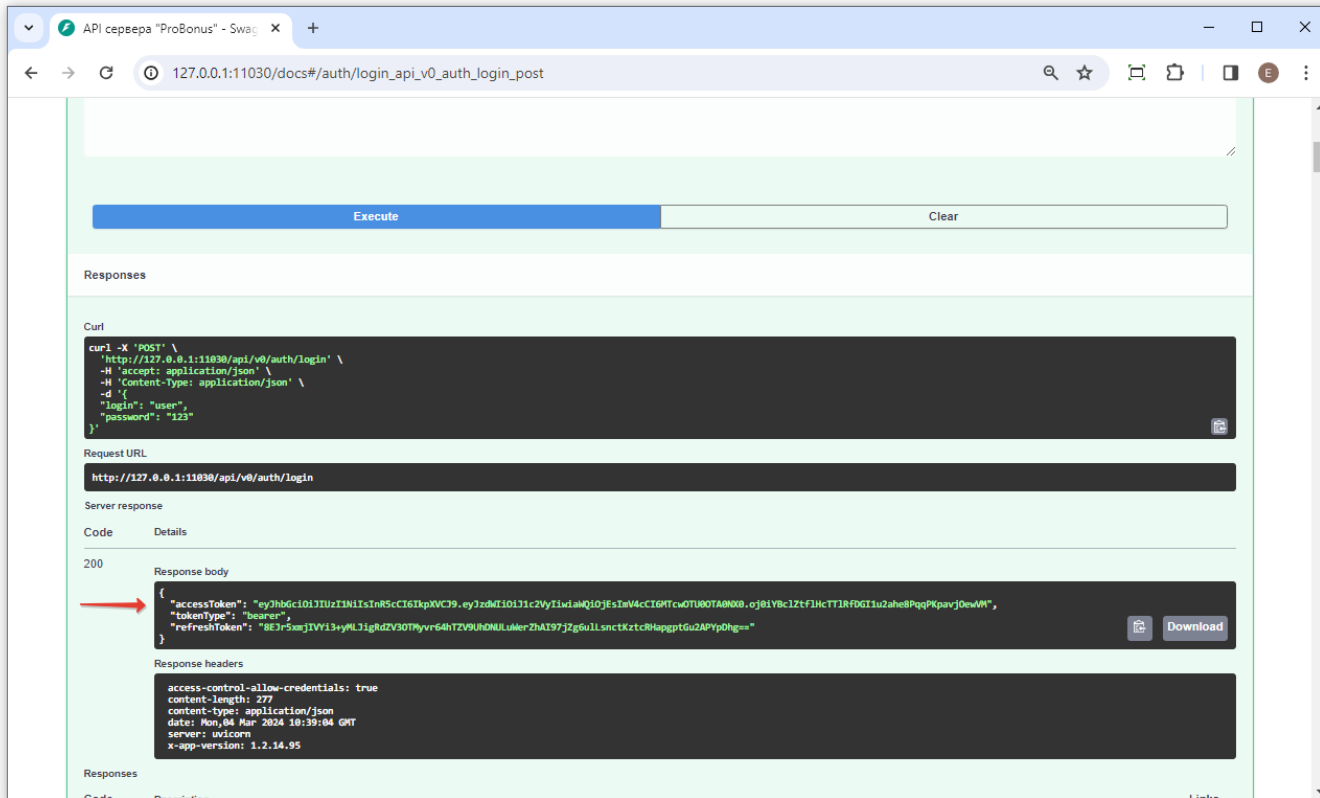 API сервера "ProBonus" - Swag
127.0.0.1:11030/docs#/auth/login_api_v0_auth_login_post
E
Execute
Clear
Responses
Curl
curl -X 'POST' \
'http://127.0.0.1:11030/api/v0/auth/login' \
-H 'accept: application/json' \
-H 'Content-Type: application/json' \
-d '{
"login": "user",
"password": "123"
}'
Request URL
http://127.0.0.1:11030/api/v0/auth/login
Server response
Code Details
200
Response body
{
"accessToken":
"tokenType": "bearer",
"refreshToken":
}
Download
Response headers
access-control-allow-credentials: true
content-length: 277
content-type: application/json
date: Mon,04 Mar 2024 10:39:04 GMT
server: uvicorn
x-app-version: 1.2.14.95
Responses